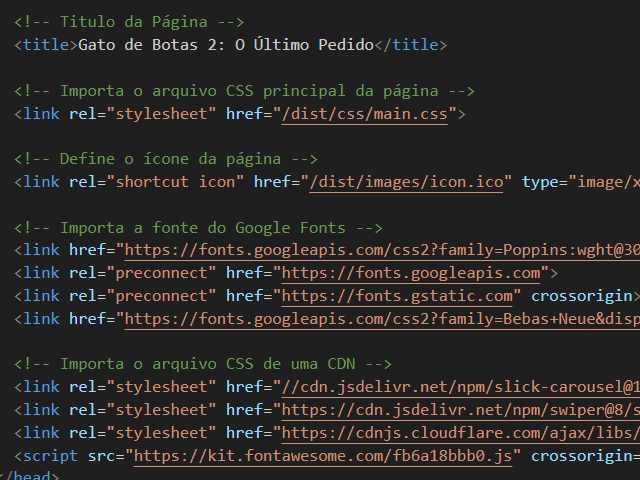 <!-- Titulo da Página -->
<title>Gato de Botas 2: O Último Pedido</title>
<!-- Importa o arquivo CSS principal da página -->
<link rel="stylesheet" href="/dist/css/main.css">
<!-- Define o ícone da página -->
<link rel="shortcut icon" href="/dist/images/icon.ico" type="image/x
<!-- Importa a fonte do Google Fonts -->
<link href="https://fonts.googleapis.com/css2?family=Poppins:wght@30
<link rel="preconnect" href="https://fonts.googleapis.com">
<link rel="preconnect" href="https://fonts.gstatic.com" crossorigin>
<link href="https://fonts.googleapis.com/css2?family=Bebas+Neue&disp
<!-- Importa o arquivo CSS de uma CDN -->
<link rel="stylesheet" href="//cdn.jsdelivr.net/npm/slick-carousel@1
<link rel="stylesheet" href="https://cdn.jsdelivr.net/npm/swiper@8/s
<link rel="stylesheet" href="https://cdnjs.cloudflare.com/ajax/libs/
<script src="https://kit.fontawesome.com/fb6a18bbb0.js" crossorigin=
</head>